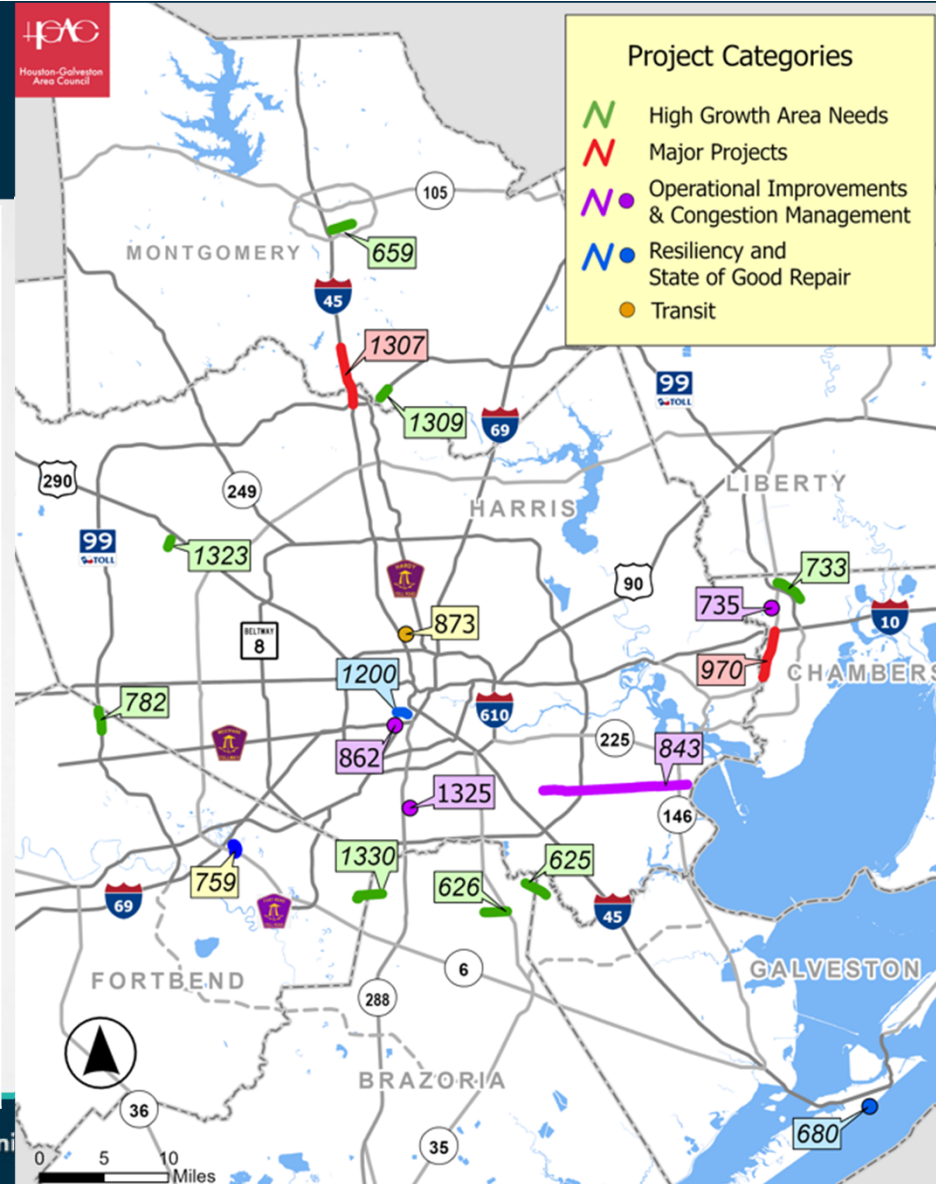 HGAC
Houston-Galveston
Area Council
Project Categories
High Growth Area Needs
Major Projects
Operational Improvements
& Congestion Management
Resiliency and
State of Good Repair
Transit
105
MONTGOMERY
659
45
1307
99
TOLL
1309
69
290
249
LIBERTY
HARRIS
99
TOLL
1323
733
90
735
HARDY
10
873
BELTWAY
8
970
CHAMBERS
1200
782
610
225
843
862
1325
146
1330
625
759
626
69
45
6
GALVESTON
FORTBEND
288
BRAZORIA
36
680
35
ni
0 5 10
Miles